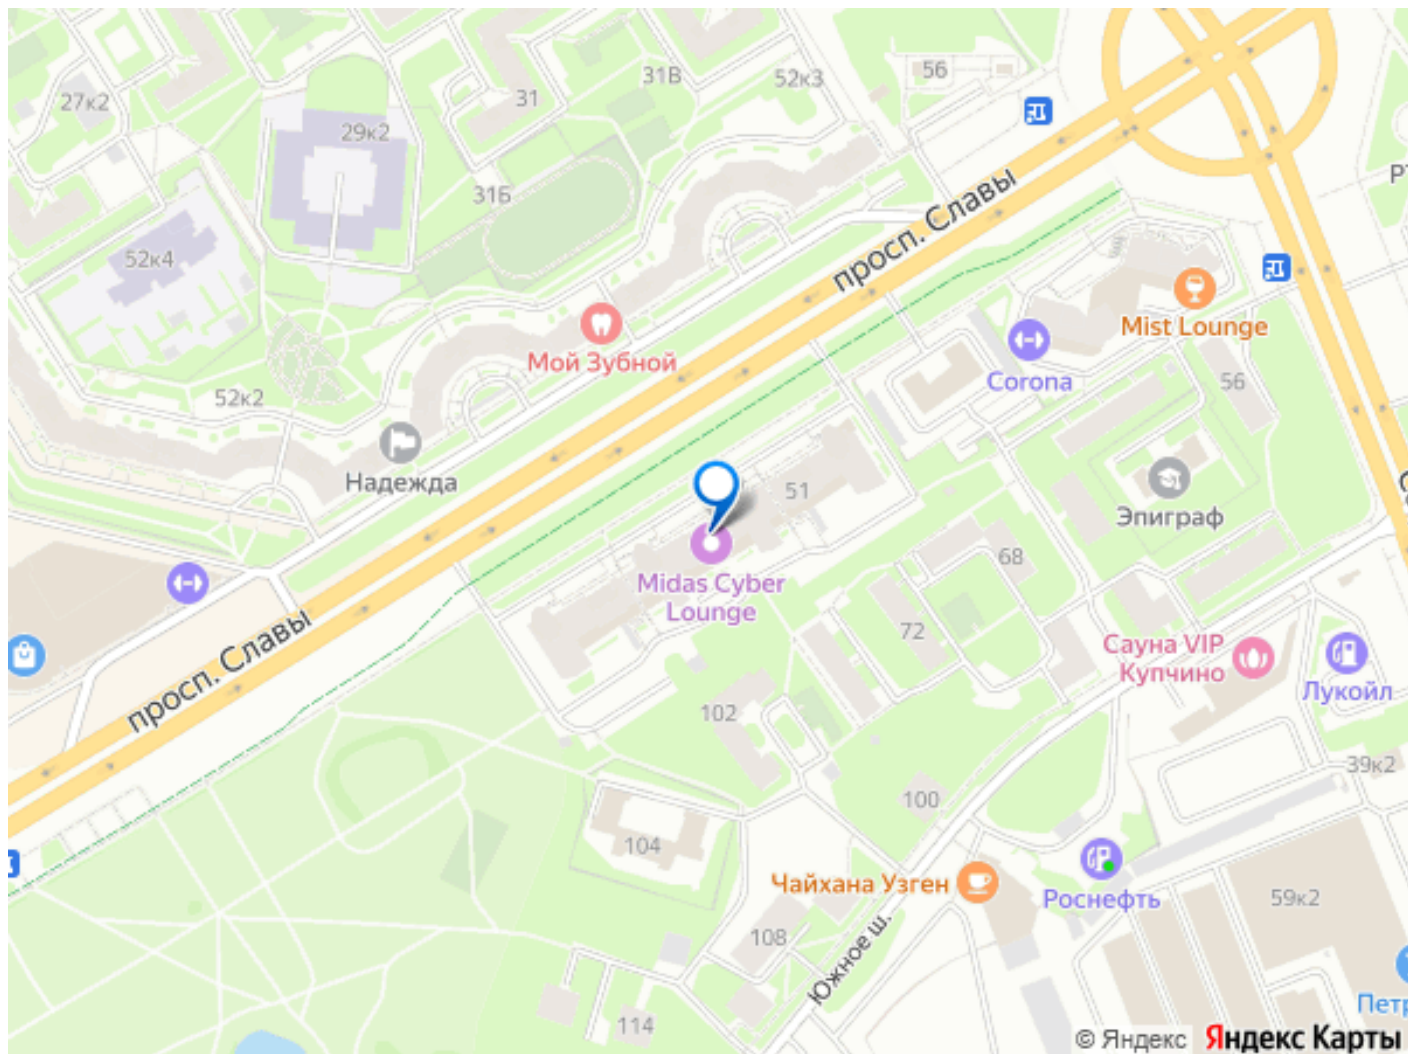 56
31В
52к3
27к2
31
29к2
31Б
просп. Славы
52к4
Mist Lounge
Мой Зубной
Corona
56
52к2
Надежда
51
Эпиграф
68
Midas Cyber
Lounge
72
просп. Славы
Сауна VIP
Купчино
Лукойл
102
39к2
100
104
Чайхана Узген
Роснефть
59к2
108
Южное ш.
114
© Яндекс
Яндекс Карты